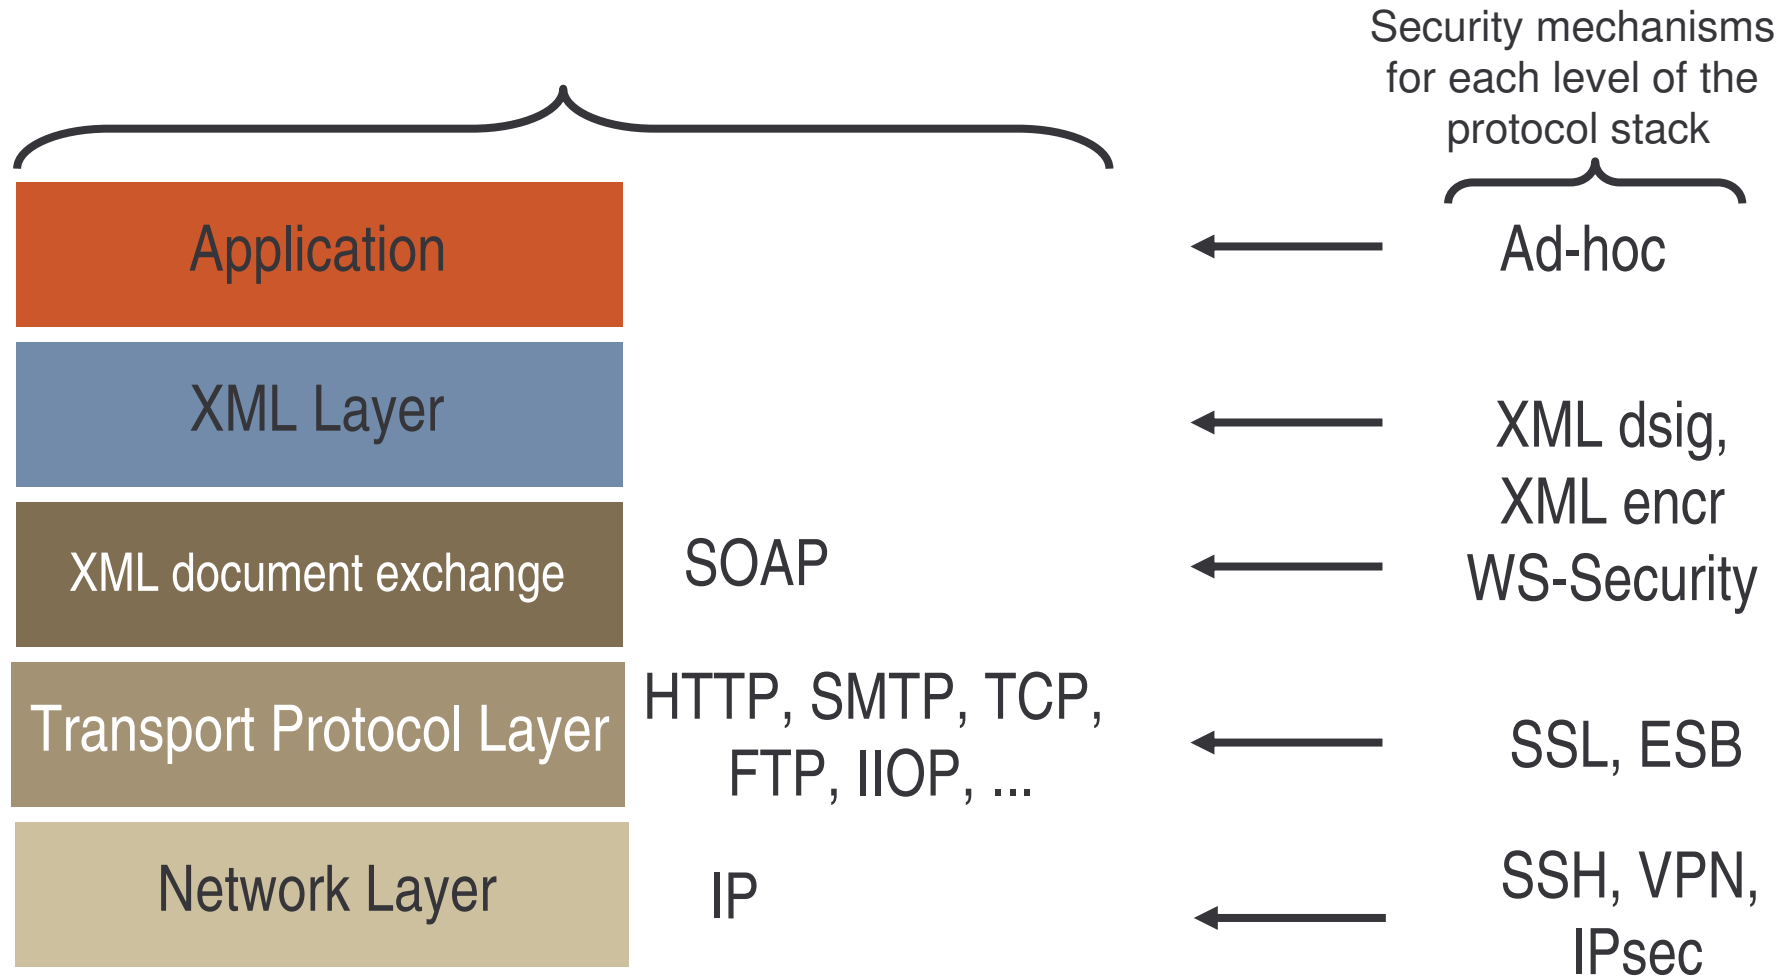 Security mechanisms
for each level of the
protocol stack
Application
Ad-hoc
XML Layer
XML dsig,
XML encr
XML document exchange
SOAP
WS-Security
Transport Protocol Layer
HTTP, SMTP, TCP,
FTP, IIOP, ...
SSL, ESB
Network Layer
IP
SSH, VPN,
IPsec